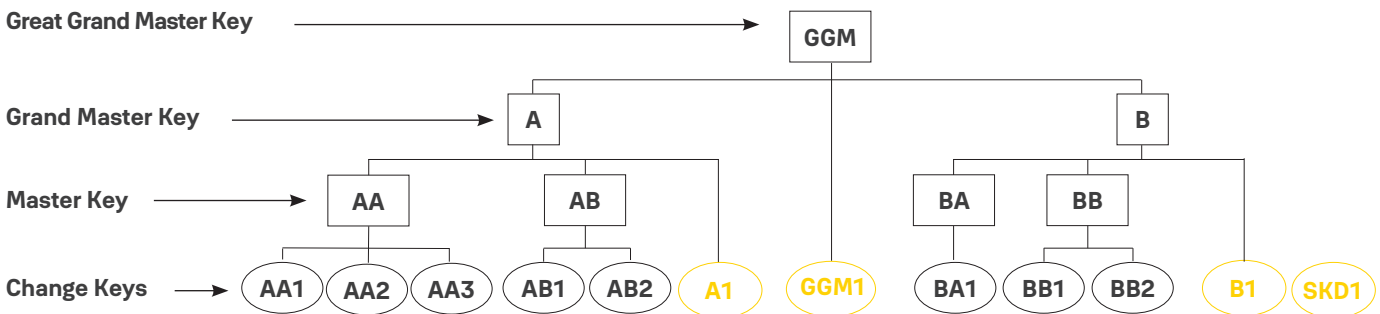 Great Grand Master Key
GGM
Grand Master Key
A
B
Master Key
AA
AB
BA
BB
Change Keys
AA1
AA2
AA3
AB1
AB2
A1
GGM1
BA1
BB1
BB2
B1
SKD1